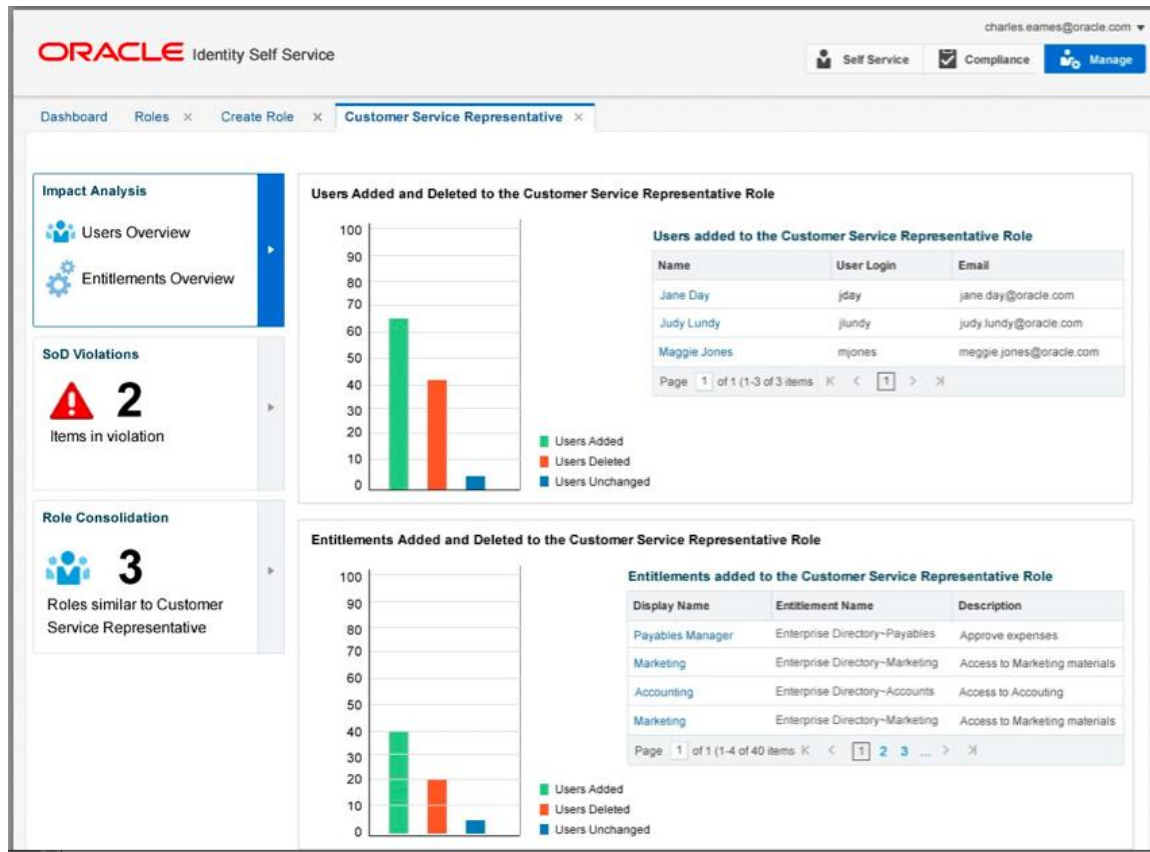 charles.eames@oracle.com
ORACLE Identity Self Service
Self Service Compliance Manage
Dashboard Roles Create Role Customer Service Representative
Impact Analysis
Users Overview
Entitlements Overview
SoD Violations
2
Items in violation
Role Consolidation
3
Roles similar to Customer
Service Representative
Users Added and Deleted to the Customer Service Representative Role
100
90
80
70
60
50
40
30
20
10
0
Users Added
Users Deleted
Users Unchanged
Users added to the Customer Service Representative Role
Name User Login Email
Jane Day jday jane.day@oracle.com
Judy Lundy jlundy judy.lundy@oracle.com
Maggie Jones mjones meggie.jones@oracle.com
Page 1 of 1 (1-3 of 3 items K < 1 > >|
Entitlements Added and Deleted to the Customer Service Representative Role
100
90
80
70
60
50
40
30
20
10
0
Users Added
Users Deleted
Users Unchanged
Entitlements added to the Customer Service Representative Role
Display Name Entitlement Name Description
Payables Manager Enterprise Directory~Payables Approve expenses
Marketing Enterprise Directory~Marketing Access to Marketing materials
Accounting Enterprise Directory~Accounts Access to Accouting
Marketing Enterprise Directory~Marketing Access to Marketing materials
Page 1 of 1 (1-4 of 40 items K < 1 2 3 ... > >|